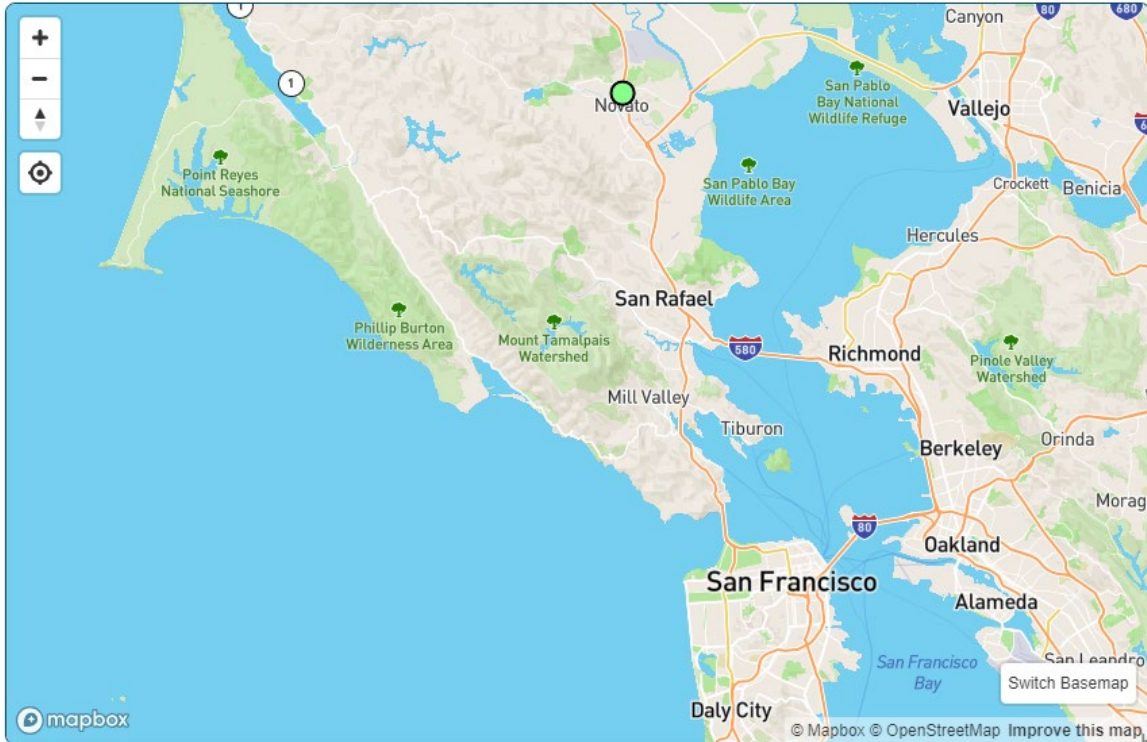 1
80
680
Canyon
1
San Pablo
Bay National
Wildlife Refuge
Novato
Vallejo
Point Reyes
National Seashore
San Pablo Bay
Wildlife Area
Crockett
Benicia
Hercules
San Rafael
Phillip Burton
Wilderness Area
Mount Tamalpais
Watershed
580
Richmond
Pinole Valley
Watershed
Mill Valley
Tiburon
Berkeley
Orinda
Morag
80
Oakland
San Francisco
Alameda
San Francisco
Bay
San Leandro
Switch Basemap
Daly City
mapbox
© Mapbox © OpenStreetMap Improve this map